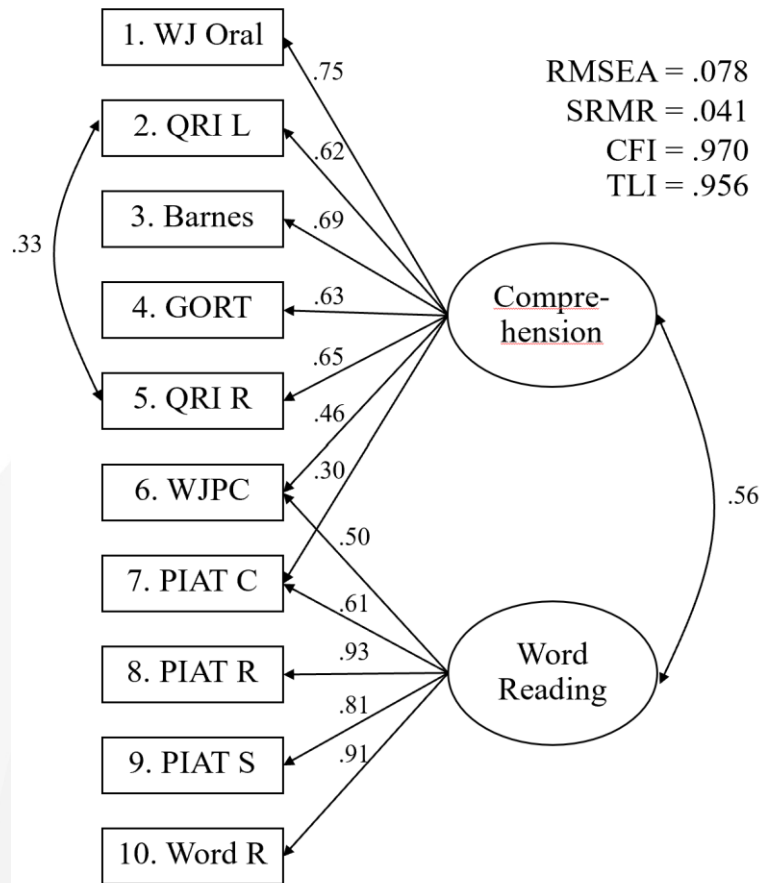 1. WJ Oral
2. QRI L
3. Barnes
4. GORT
5. QRI R
6. WJPC
7. PIAT C
8. PIAT R
9. PIAT S
10. Word R
.33
.75
.62
.69
.63
.65
.46
.30
.50
.61
.93
.81
.91
Compre-
hension
Word
Reading
.56
RMSEA = .078
SRMR = .041
CFI = .970
TLI = .956